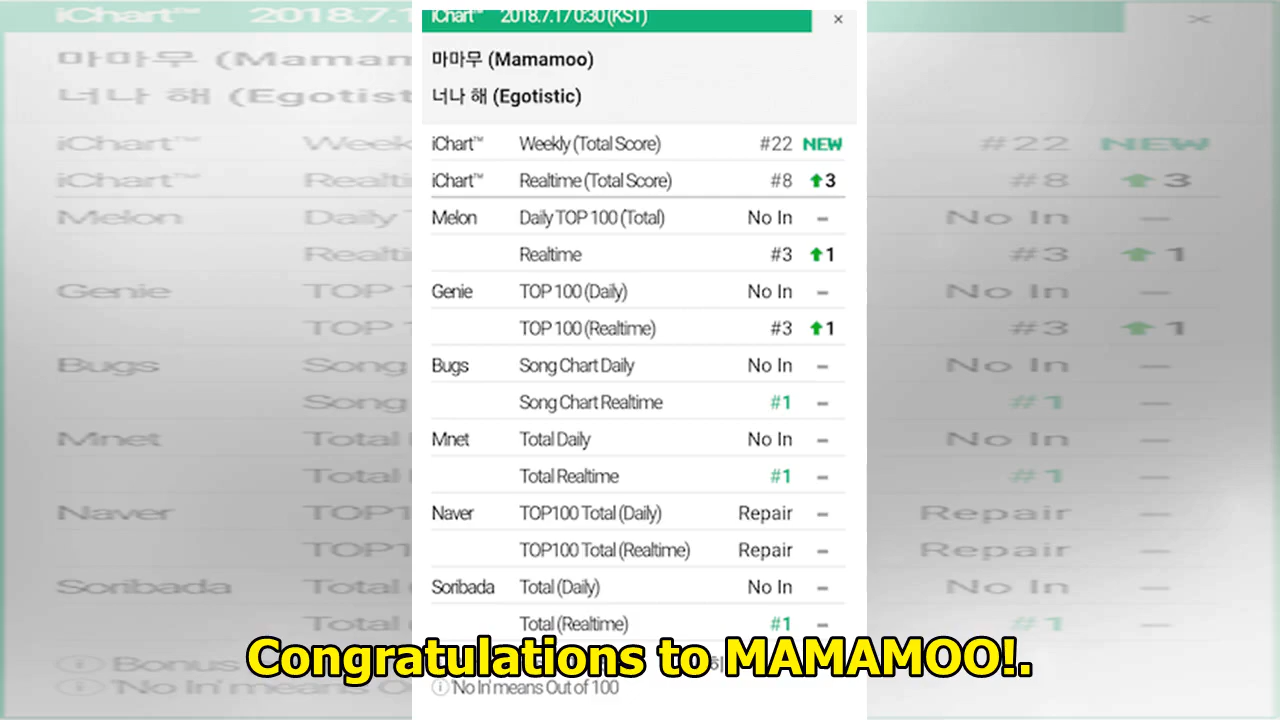 iChart™ 2018.7.17 0:30 (KST) ×
마마무 (Mamamoo)
너나 해 (Egotistic)
iChart™ Weekly (Total Score) #22 NEW
iChart™ Realtime (Total Score) #8 ↑3
Melon Daily TOP 100 (Total) No In –
Realtime #3 ↑1
Genie TOP 100 (Daily) No In –
TOP 100 (Realtime) #3 ↑1
Bugs Song Chart Daily No In –
Song Chart Realtime #1 –
Mnet Total Daily No In –
Total Realtime #1 –
Naver TOP100 Total (Daily) Repair –
TOP100 Total (Realtime) Repair –
Soribada Total (Daily) No In –
Total (Realtime) #1 –
Congratulations to MAMAMOO!.
'No In' means Out of 100